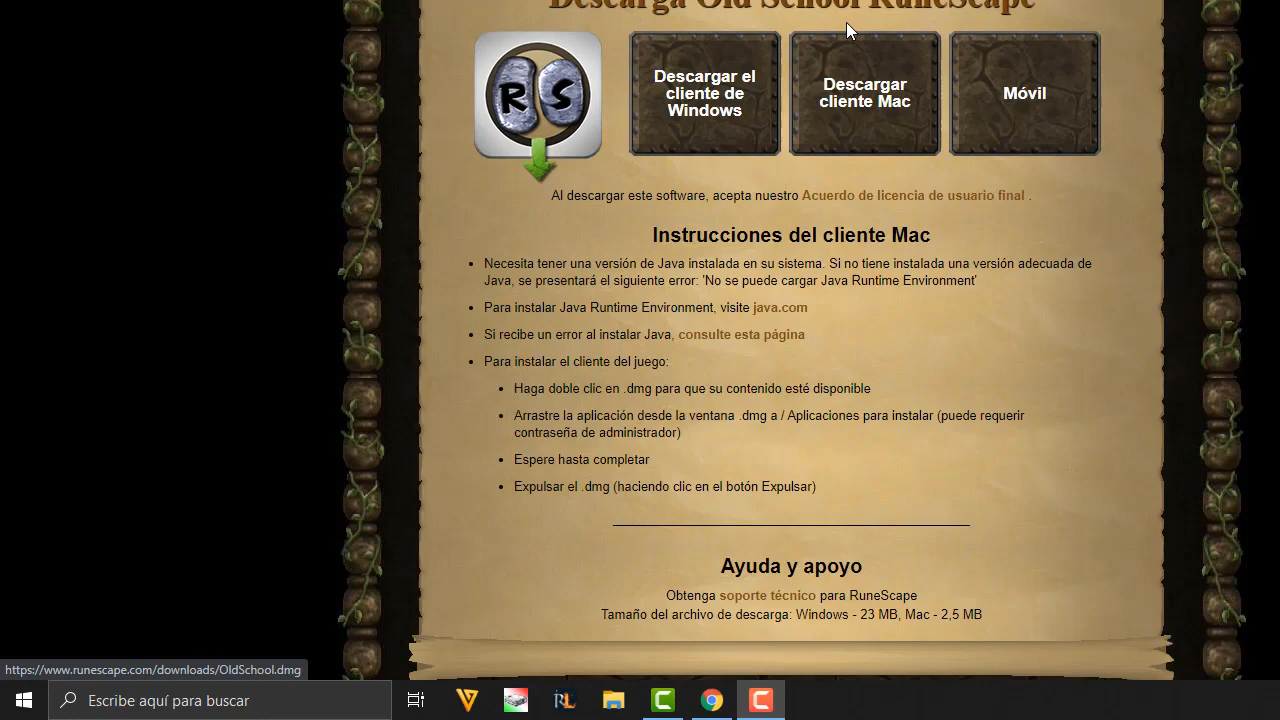 Descarga Old School RuneScape
RS
Descargar el
cliente de
Windows
Descargar
cliente Mac
Móvil
Al descargar este software, acepta nuestro Acuerdo de licencia de usuario final .
Instrucciones del cliente Mac
Necesita tener una versión de Java instalada en su sistema. Si no tiene instalada una versión adecuada de
Java, se presentará el siguiente error: 'No se puede cargar Java Runtime Environment'
Para instalar Java Runtime Environment, visite java.com
Si recibe un error al instalar Java, consulte esta página
Para instalar el cliente del juego:
Haga doble clic en .dmg para que su contenido esté disponible
Arrastre la aplicación desde la ventana .dmg a / Aplicaciones para instalar (puede requerir
contraseña de administrador)
Espere hasta completar
Expulsar el .dmg (haciendo clic en el botón Expulsar)
Ayuda y apoyo
Obtenga soporte técnico para RuneScape
Tamaño del archivo de descarga: Windows - 23 MB, Mac - 2,5 MB
https://www.runescape.com/downloads/OldSchool.dmg
Escribe aquí para buscar
RL